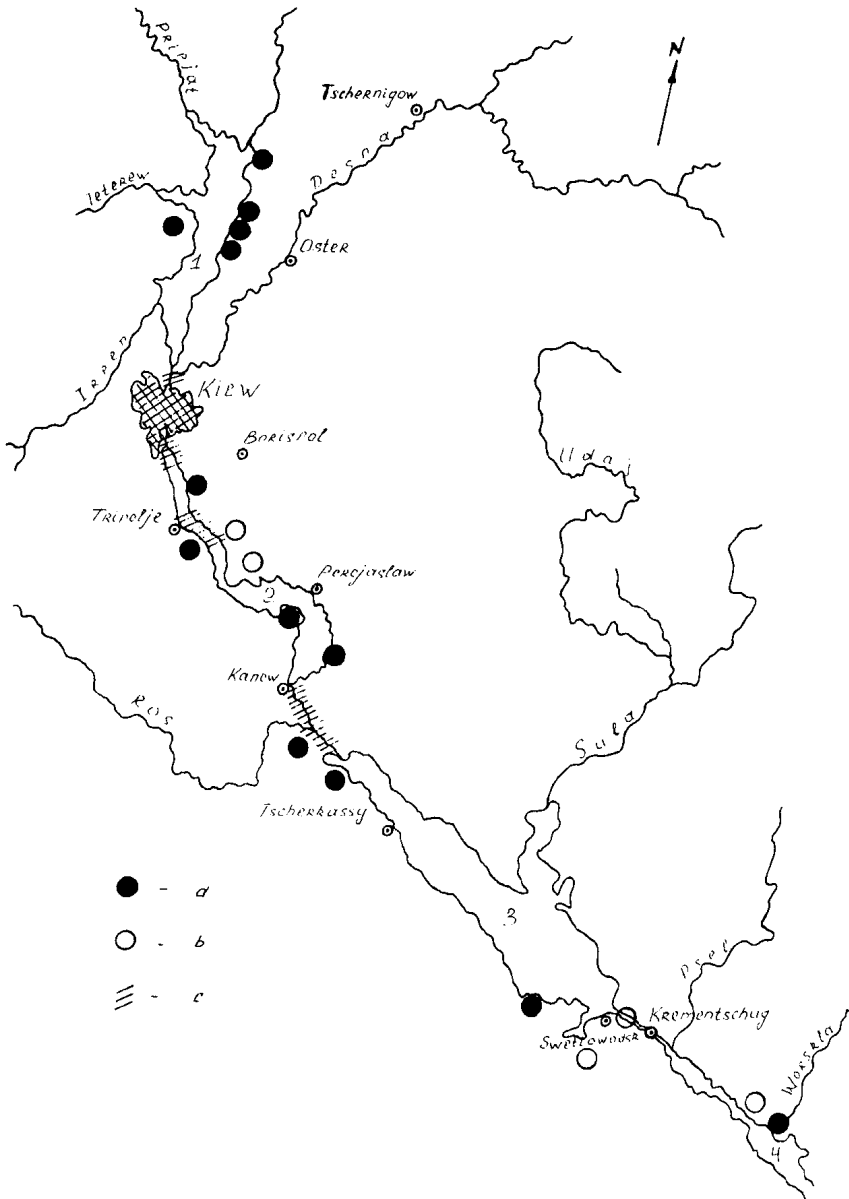 Pripjat
N
Tschernigow
Desna
Teterew
Oster
1
Irpen
Kiew
Borispol
Udaj
Tripolje
Perejaslaw
2
Kanew
Ros
Sula
Tscherkassy
3
● - a
○ - b
- c
Psel
Krementschug
Swetlowodsk
Worskla
4